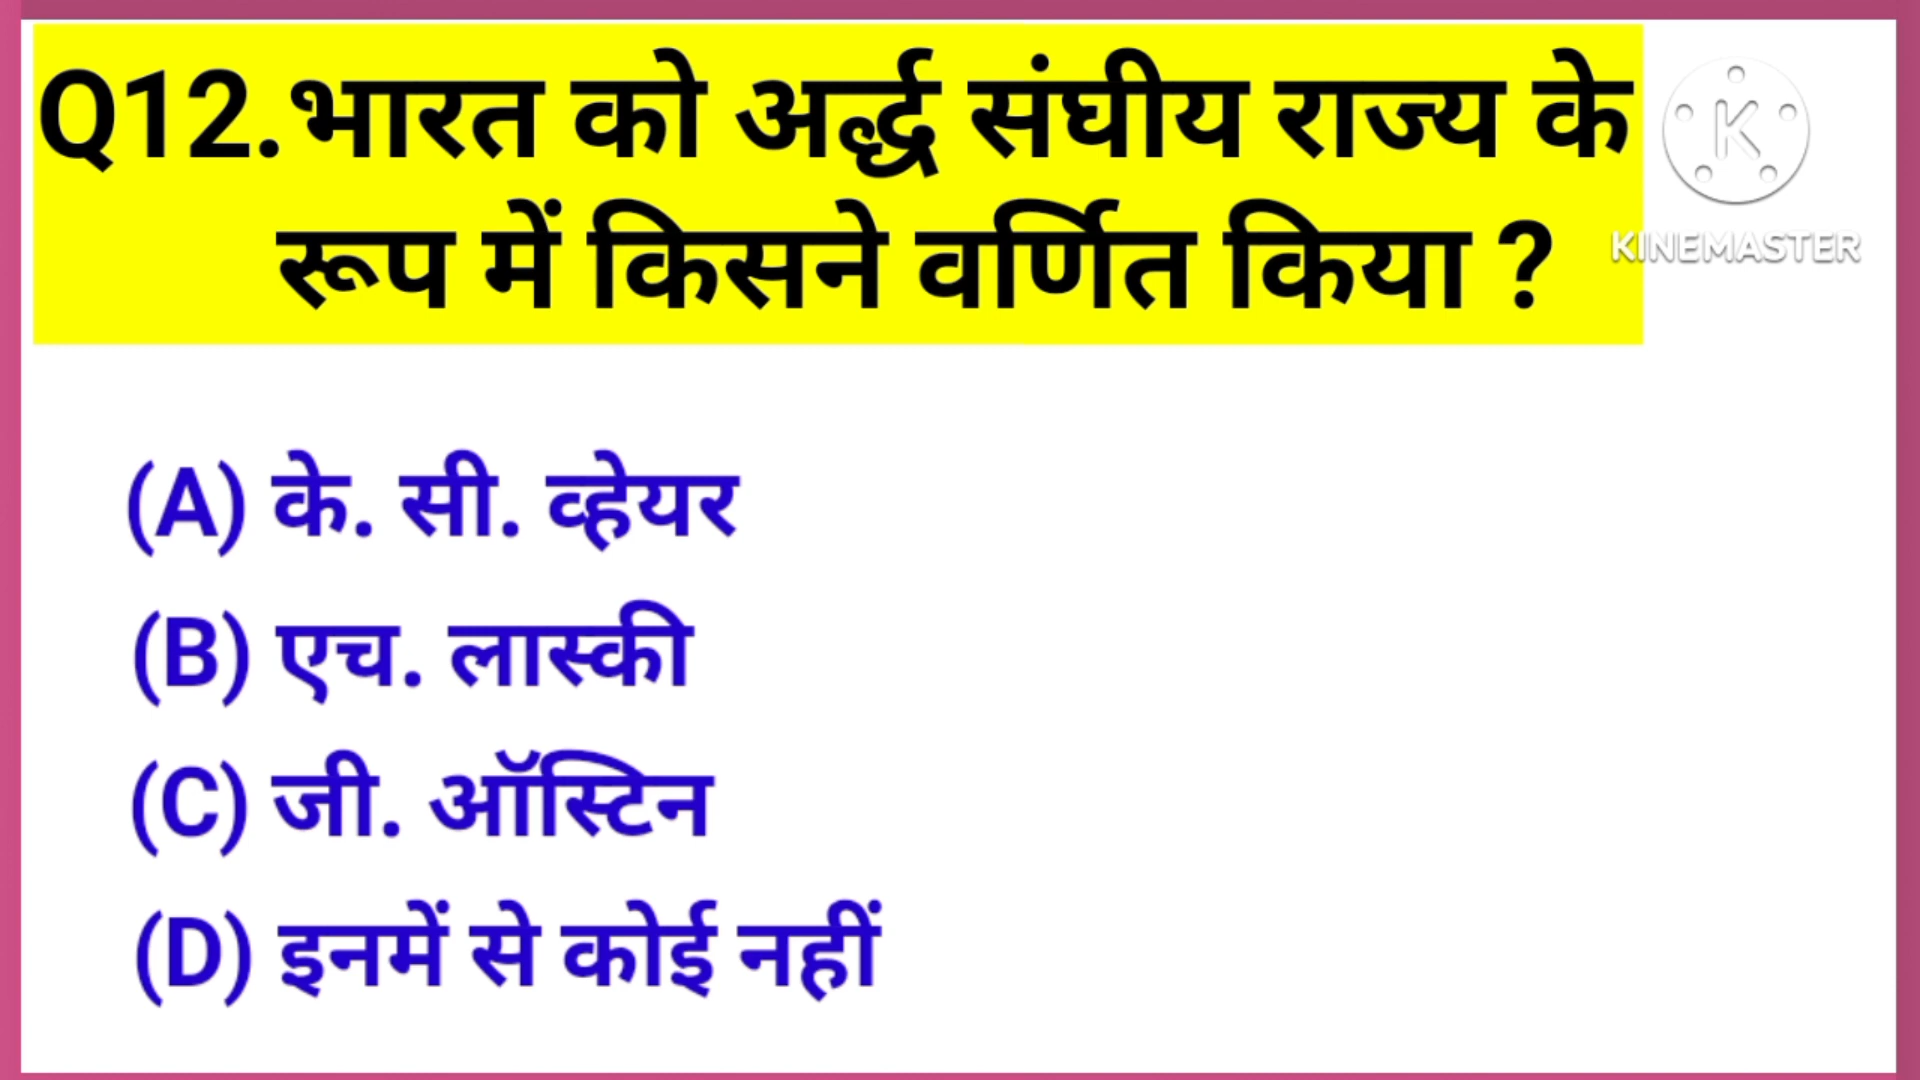 Q12.भारत को अर्द्ध संघीय राज्य के
रूप में किसने वर्णित किया ?
K
KINEMASTER
(A) के. सी. व्हेयर
(B) एच. लास्की
(C) जी. ऑस्टिन
(D) इनमें से कोई नहीं